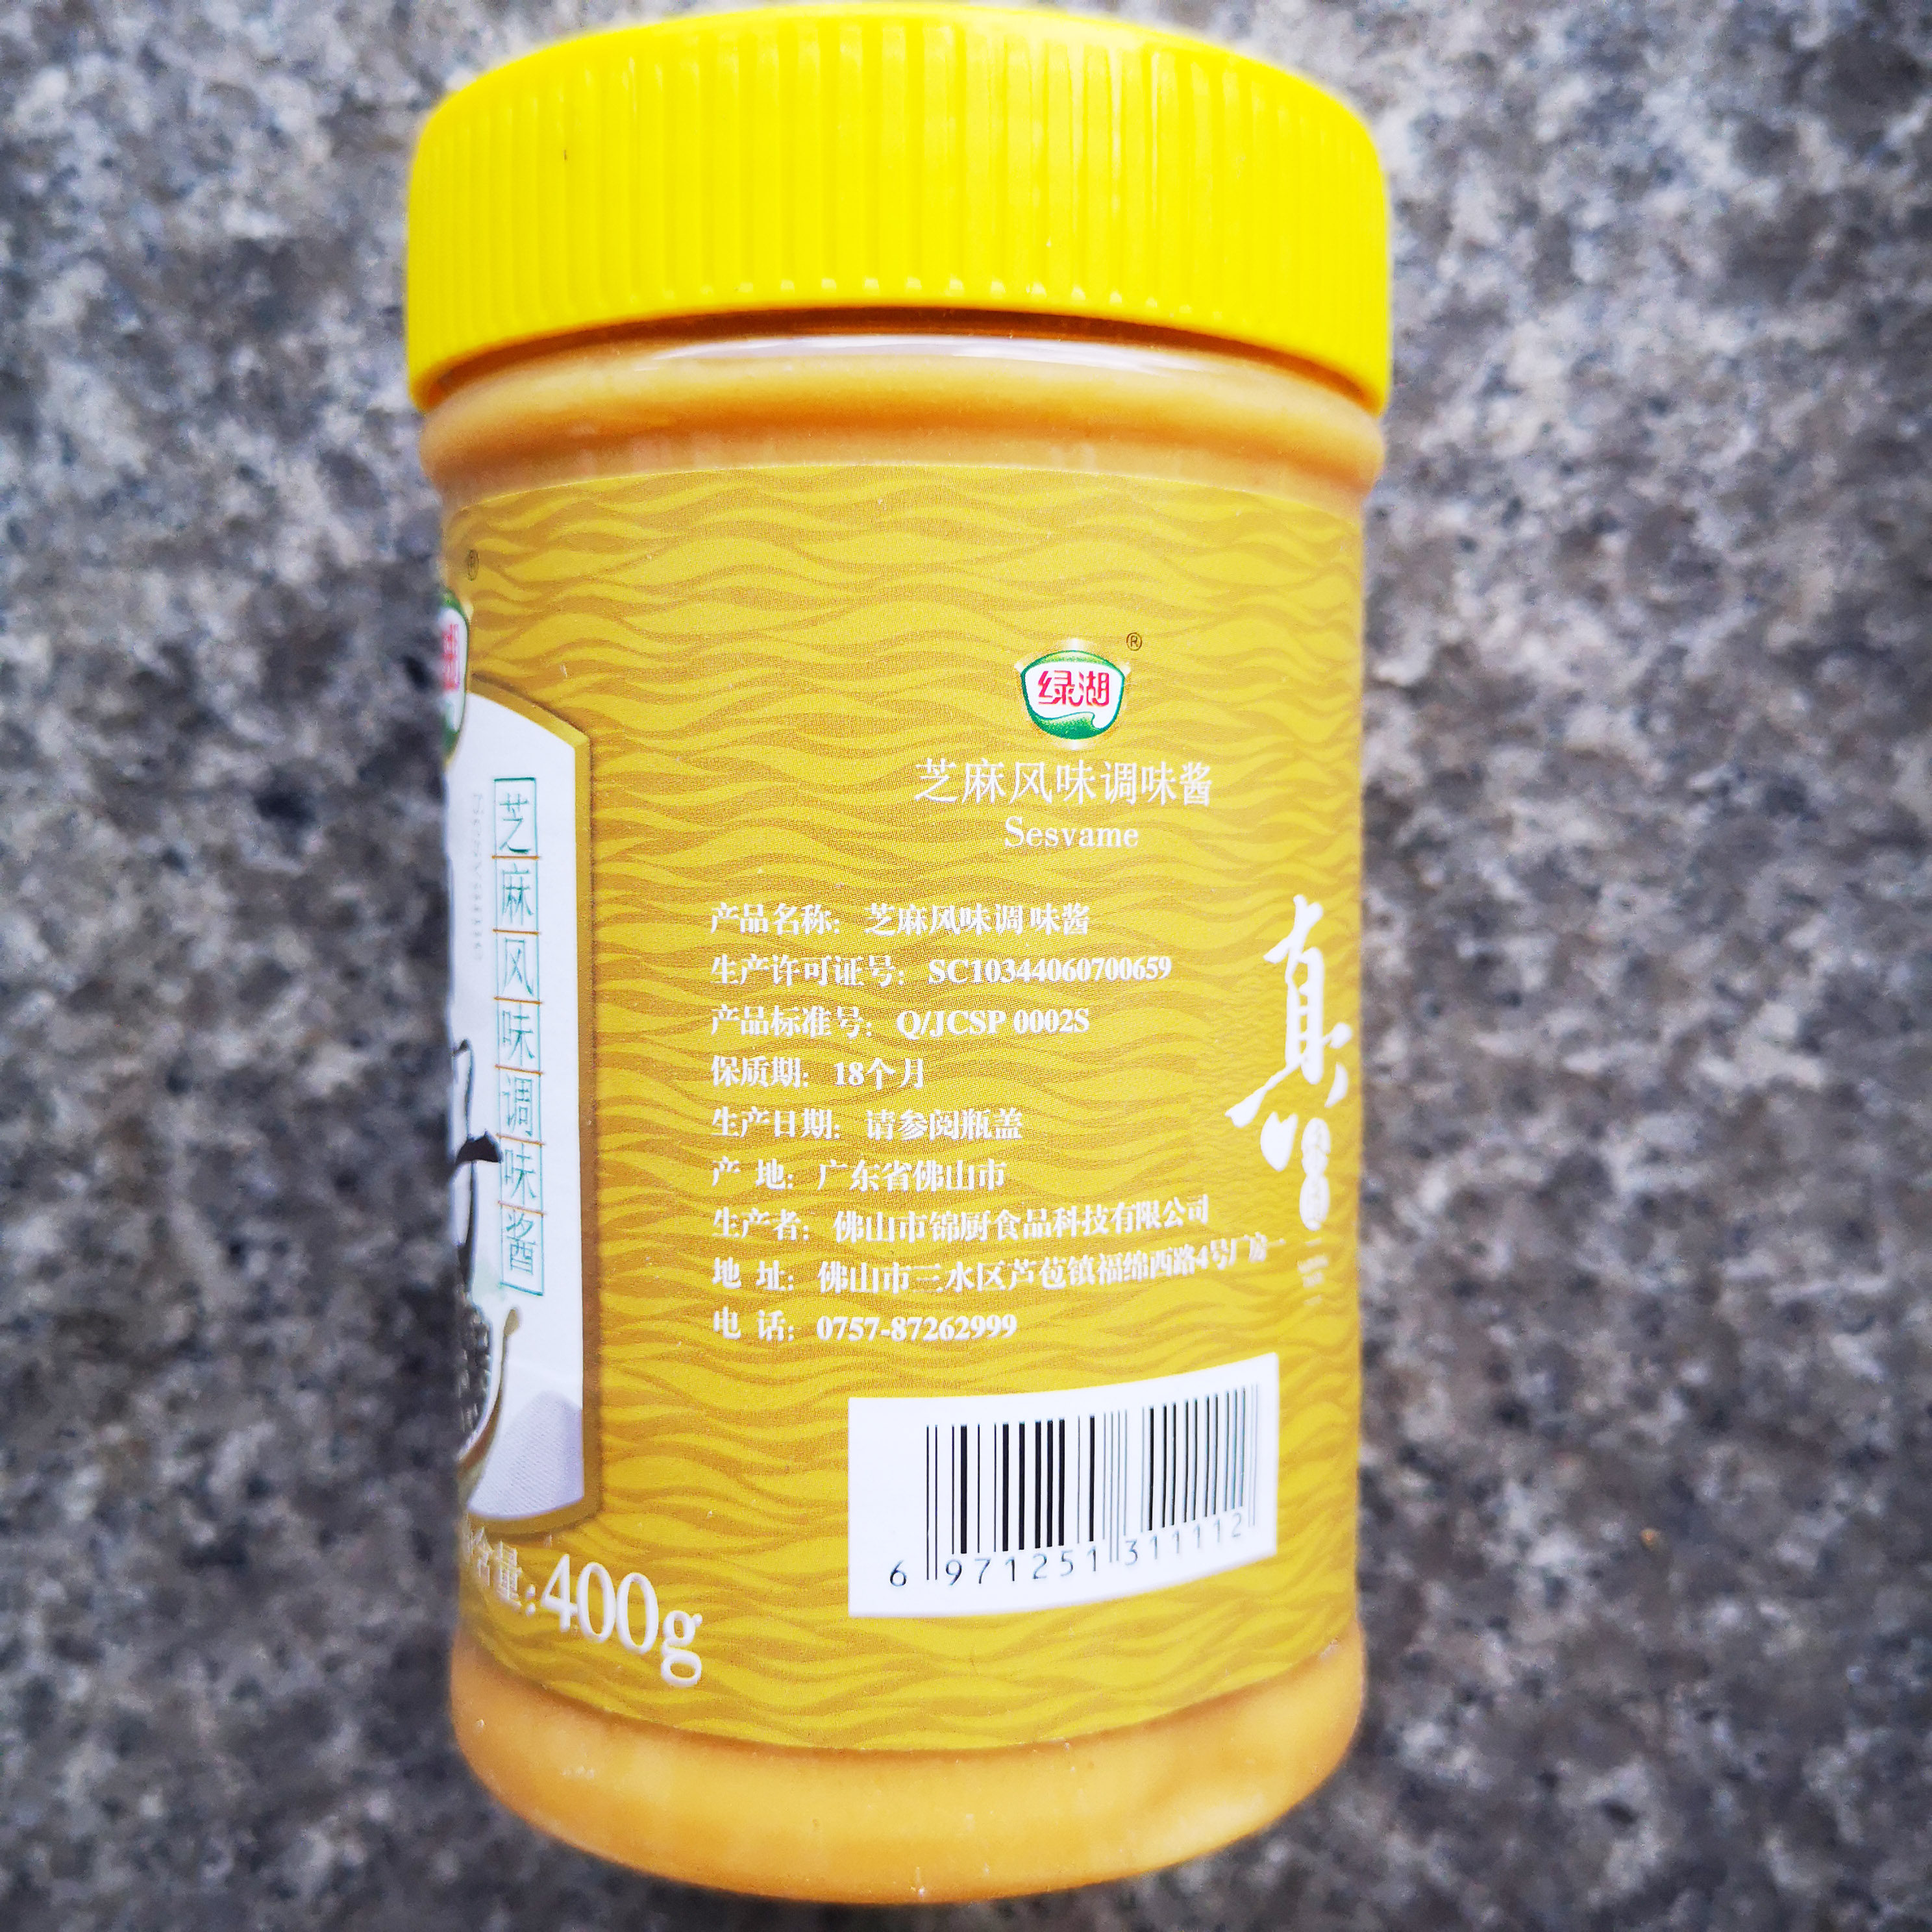 ®
绿湖
芝麻风味调味酱
Sesvame
产品名称：芝麻风味调味酱
生产许可证号：SC10344060700659
产品标准号：Q/JCSP 0002S
保质期：18个月
生产日期：请参阅瓶盖
产 地：广东省佛山市
生产者：佛山市锦厨食品科技有限公司
地 址：佛山市三水区芦苞镇福绵西路4号厂房一
电 话：0757-87262999
6 971251 311112
®
芝麻风味调味酱
含量：400g
真